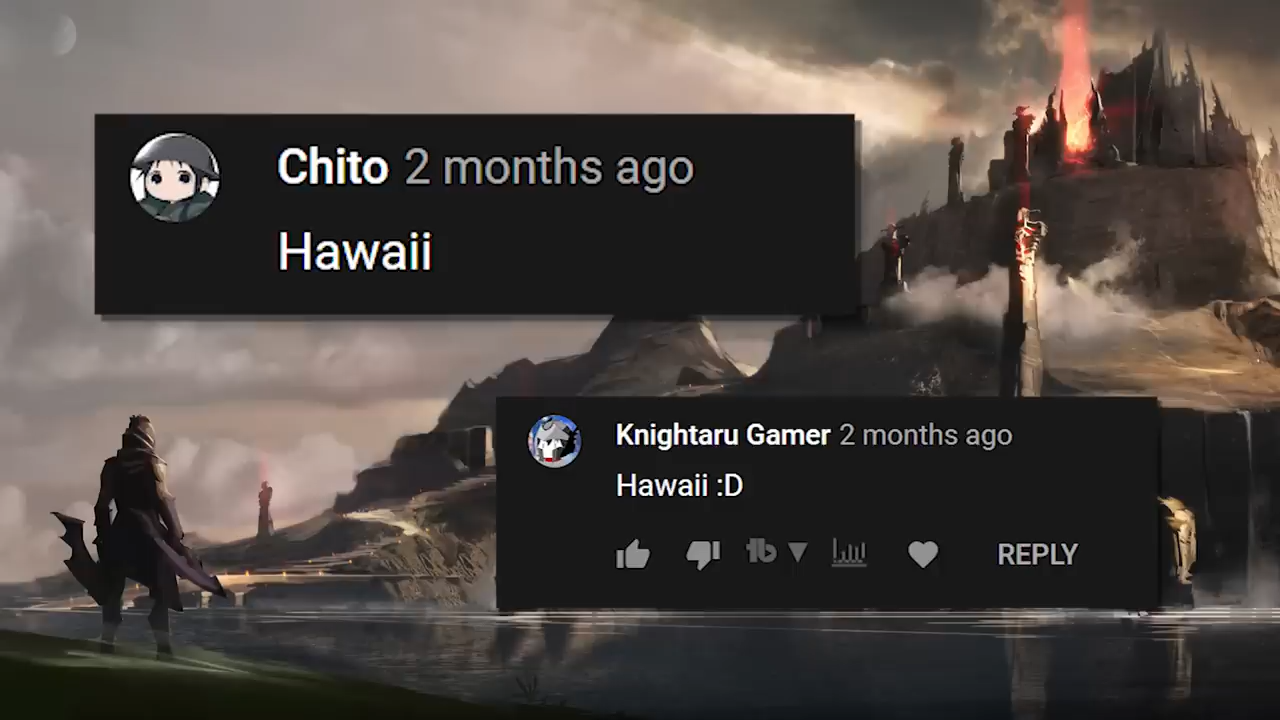 Chito 2 months ago
Hawaii
Knightaru Gamer 2 months ago
Hawaii :D
REPLY